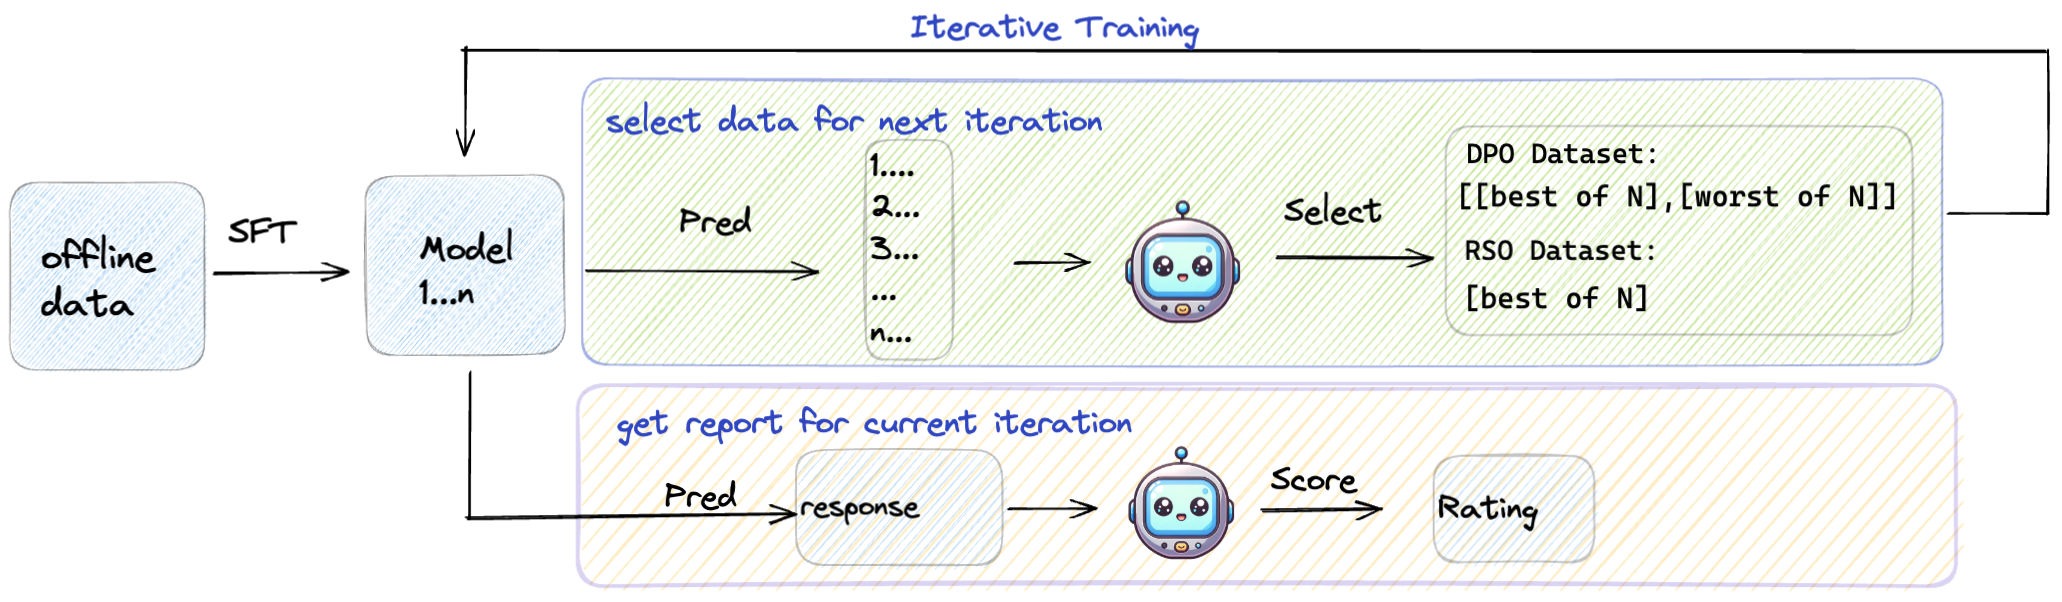 Iterative Training
select data for next iteration
offline
data
SFT
Model
1...n
Pred
1....
2...
3...
...
n...
Select
DPO Dataset:
[[best of N],[worst of N]]
RSO Dataset:
[best of N]
get report for current iteration
Pred
response
Score
Rating